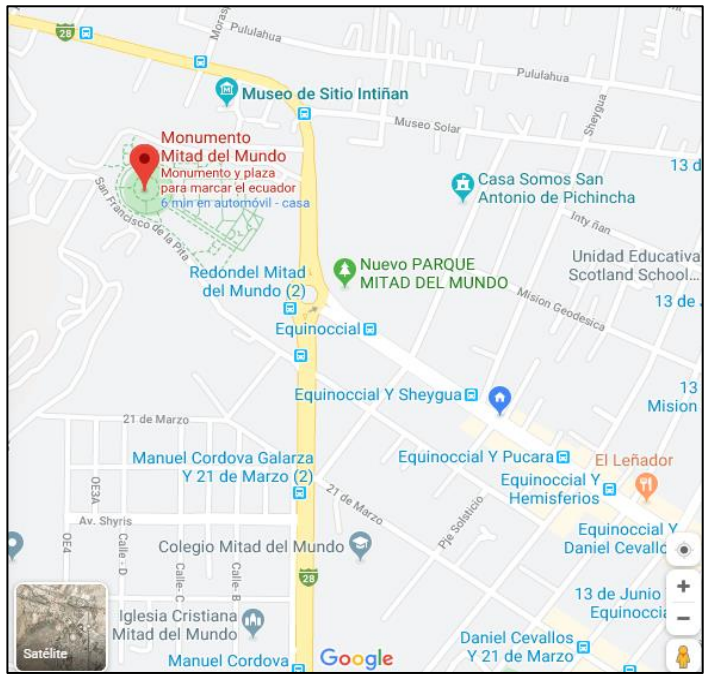 Pululahua
28
Moras
Pululahua
Museo de Sitio Intiñan
Sheygua
Museo Solar
Monumento
Mitad del Mundo
Monumento y plaza
para marcar el ecuador
6 min en automóvil - casa
13 d
Casa Somos San
Antonio de Pichincha
San Francisco de la Pita
Inty ñan
Unidad Educativa
Scotland School...
Nuevo PARQUE
MITAD DEL MUNDO
Redondel Mitad
del Mundo (2)
Mision Geodesica
13 de
Equinoccial
Equinoccial Y Sheygua
13
Mision
21 de Marzo
Manuel Cordova Galarza
Y 21 de Marzo (2)
Equinoccial Y Pucara
El Leñador
Equinoccial Y
Hemisferios
OE3A
21 de Marzo
Pje Solsticio
Av. Shyris
Equinoccial Y
Daniel Cevallo
OE4
Calle - D
Colegio Mitad del Mundo
Calle- C
Calle- B
28
13 de Junio
Equinoccia
Iglesia Cristiana
Mitad del Mundo
Satélite
Manuel Cordova
Google
Daniel Cevallos
Y 21 de Marzo